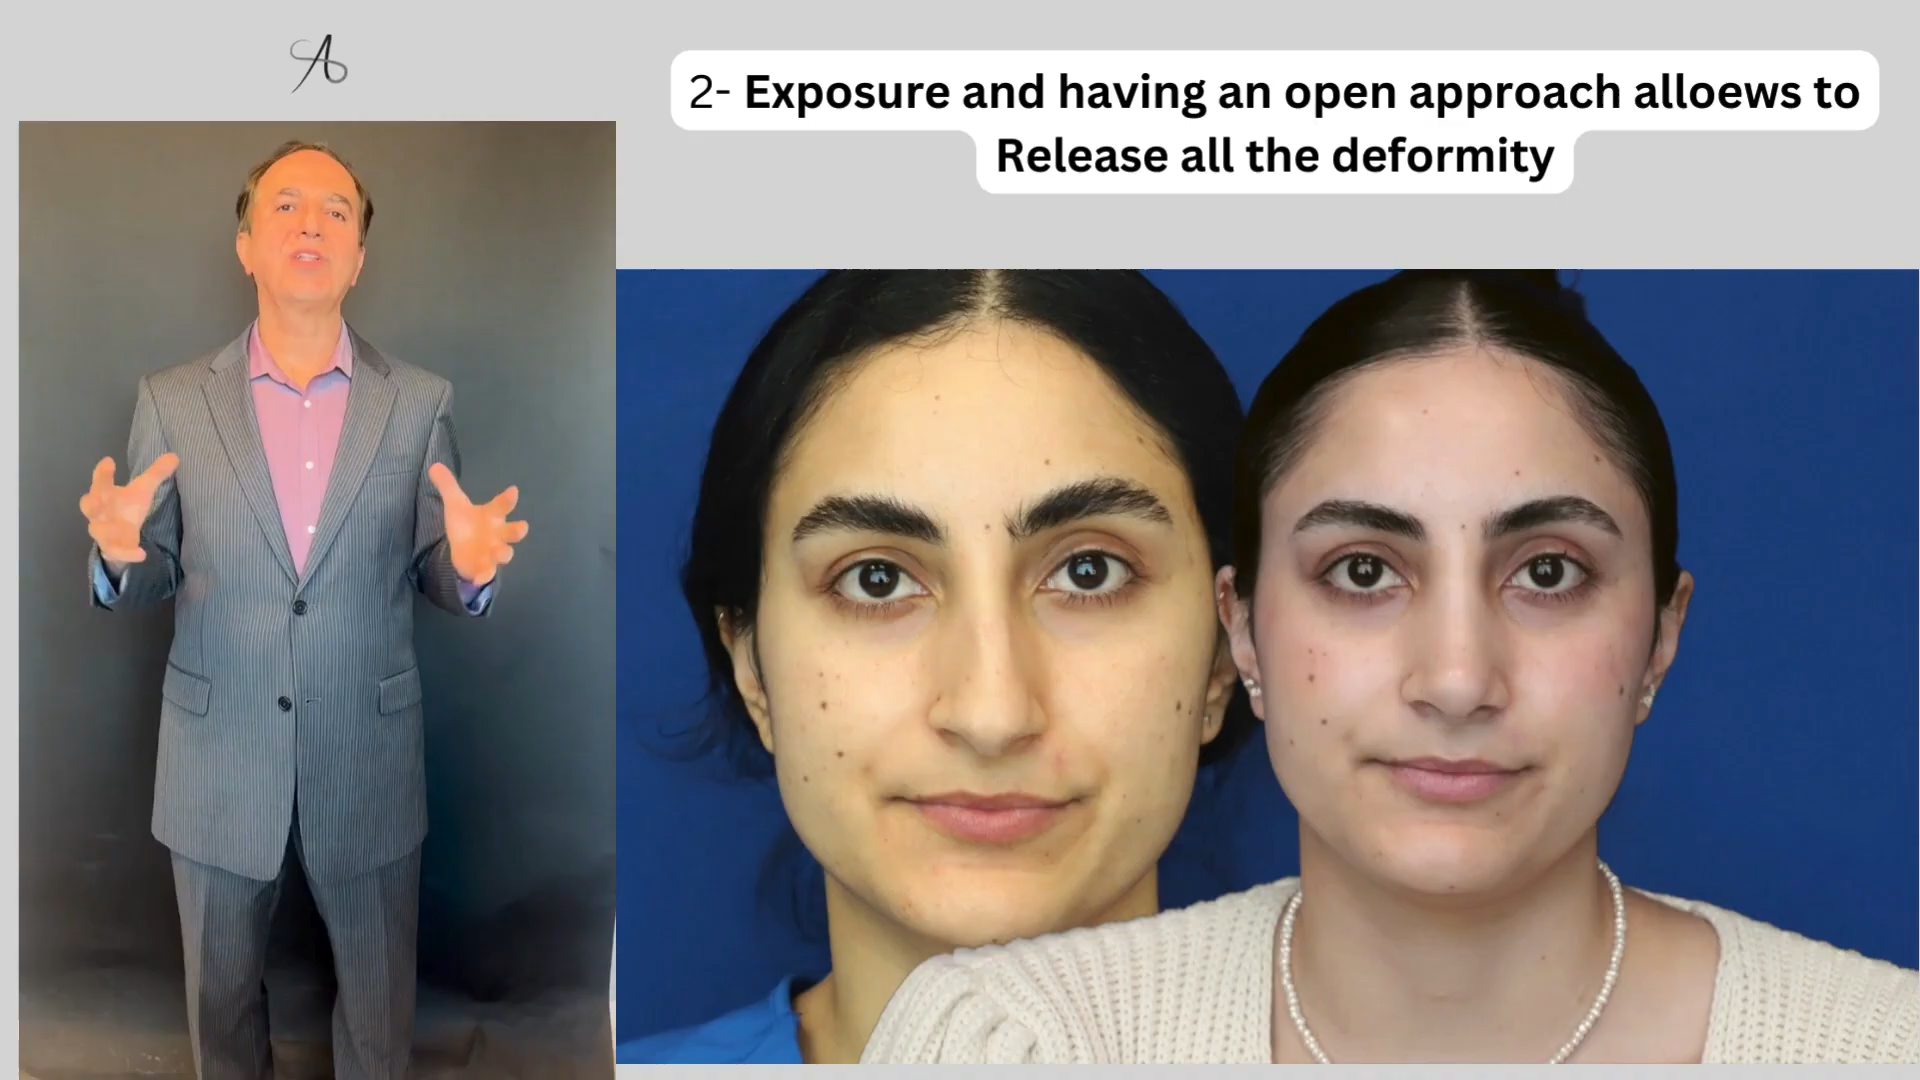 2- Exposure and having an open approach alloews to
Release all the deformity